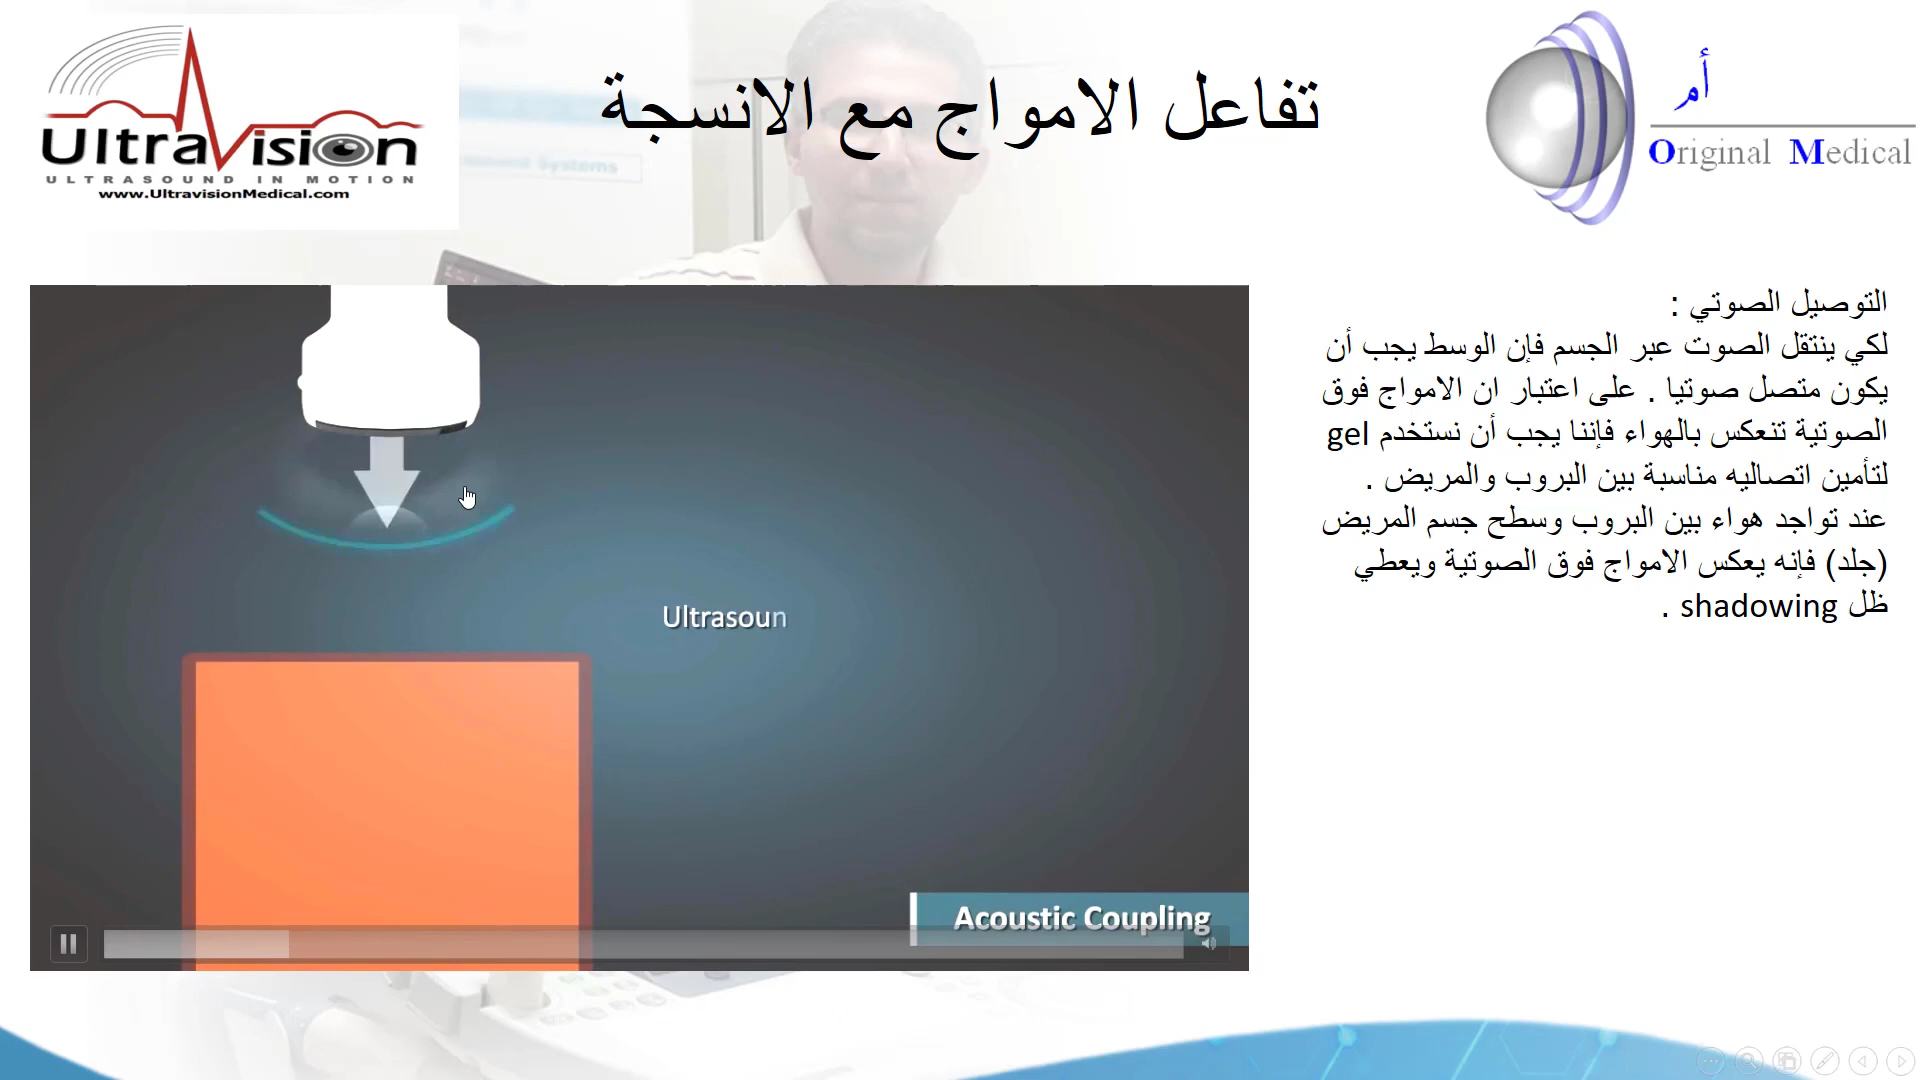 UltraVision
ULTRASOUND IN MOTION
www.UltravisionMedical.com
تفاعل الامواج مع الانسجة
أم
Original Medical
التوصيل الصوتي :
لكي ينتقل الصوت عبر الجسم فإن الوسط يجب أن
يكون متصل صوتيا . على اعتبار ان الامواج فوق
الصوتية تنعكس بالهواء فإننا يجب أن نستخدم gel
لتأمين اتصاليه مناسبة بين البروب والمريض .
عند تواجد هواء بين البروب وسطح جسم المريض
(جلد) فإنه يعكس الامواج فوق الصوتية ويعطي
ظل shadowing .
Ultrasoun
Acoustic Coupling
Systems